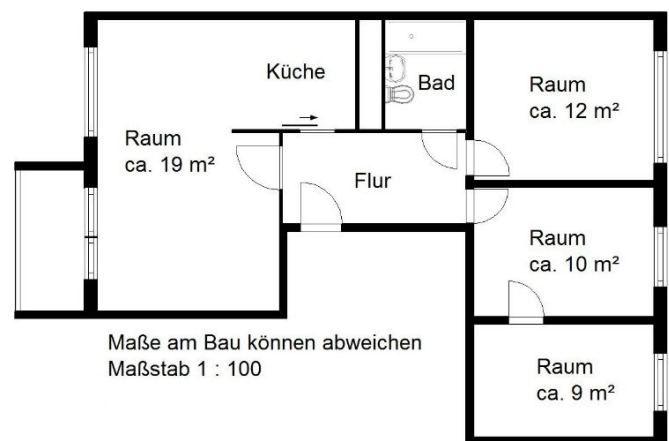 Küche
Bad
Raum
ca. 12 m²
Raum
ca. 19 m²
Flur
Raum
ca. 10 m²
Maße am Bau können abweichen
Maßstab 1 : 100
Raum
ca. 9 m²